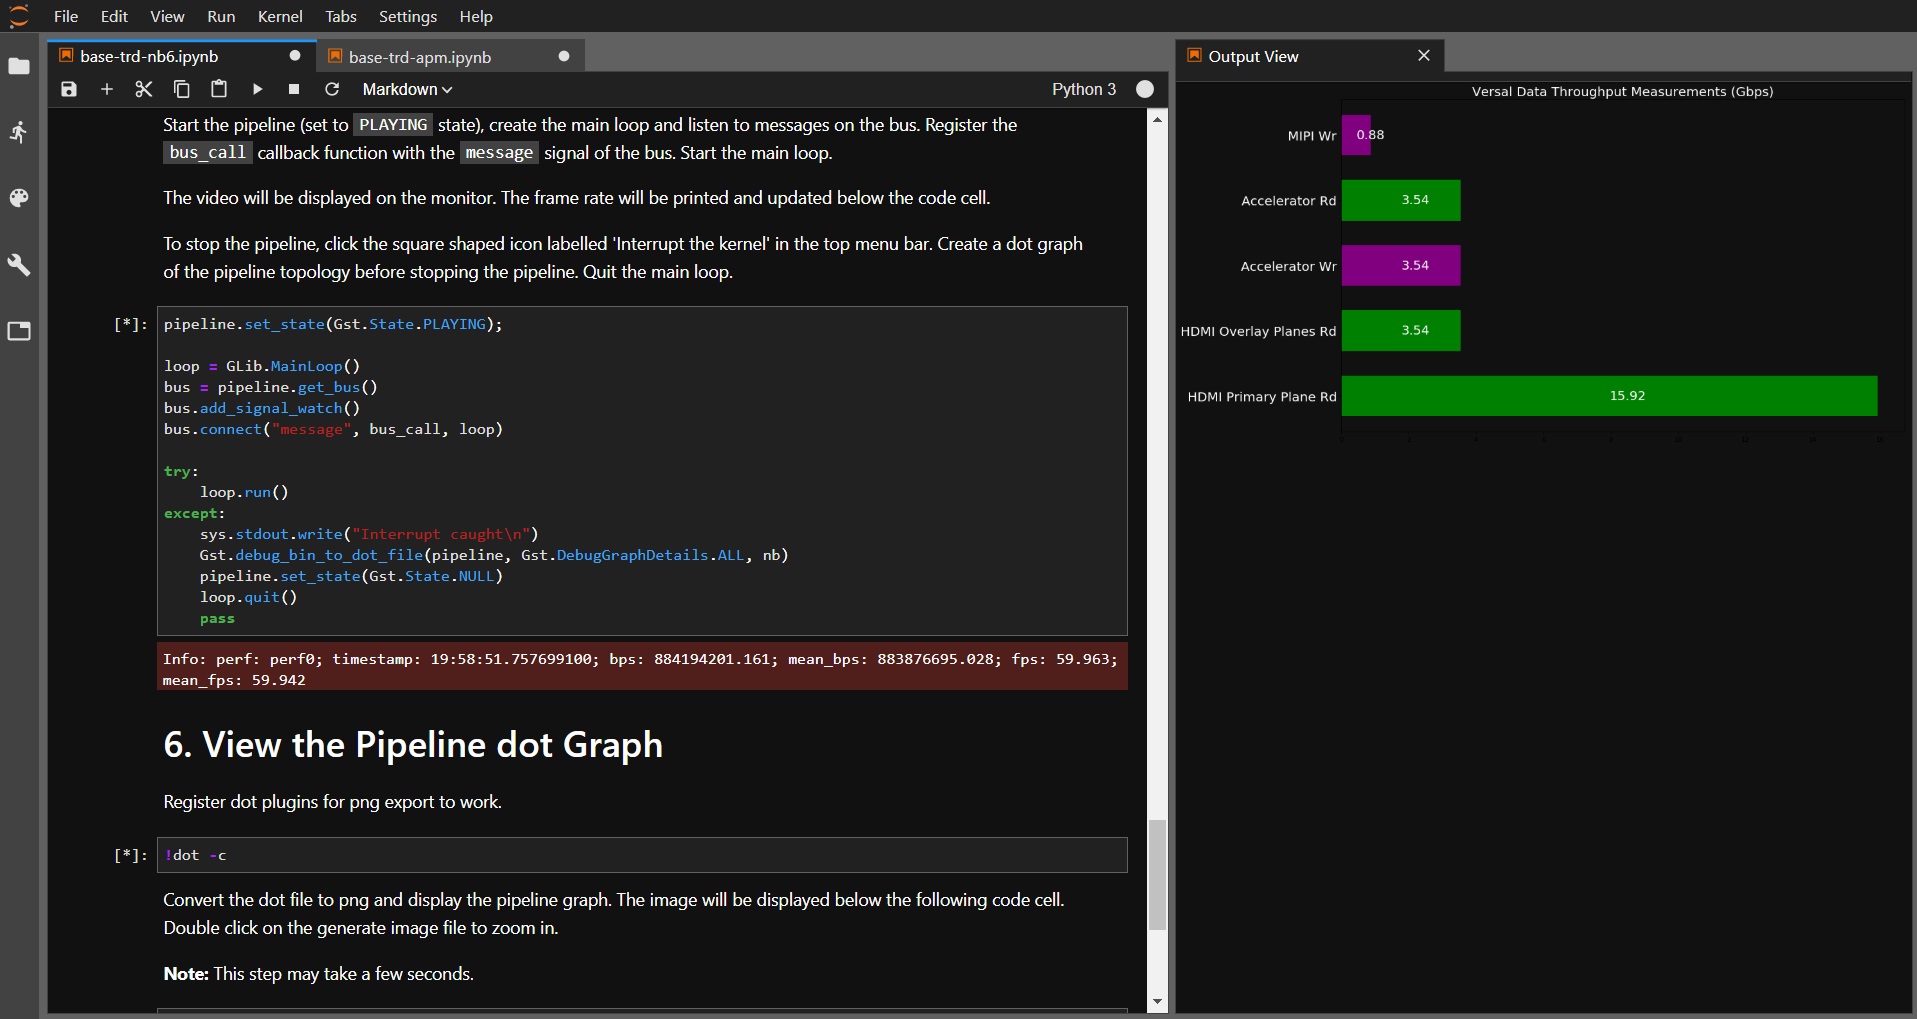 File Edit View Run Kernel Tabs Settings Help
base-trd-nb6.ipynb
base-trd-apm.ipynb
Markdown
Python 3
Start the pipeline (set to PLAYING state), create the main loop and listen to messages on the bus. Register the
bus_call callback function with the message signal of the bus. Start the main loop.
The video will be displayed on the monitor. The frame rate will be printed and updated below the code cell.
To stop the pipeline, click the square shaped icon labelled 'Interrupt the kernel' in the top menu bar. Create a dot graph
of the pipeline topology before stopping the pipeline. Quit the main loop.
[*]: pipeline.set_state(Gst.State.PLAYING);
loop = GLib.MainLoop()
bus = pipeline.get_bus()
bus.add_signal_watch()
bus.connect("message", bus_call, loop)
try:
    loop.run()
except:
    sys.stdout.write("Interrupt caught\n")
    Gst.debug_bin_to_dot_file(pipeline, Gst.DebugGraphDetails.ALL, nb)
    pipeline.set_state(Gst.State.NULL)
    loop.quit()
    pass
Info: perf: perf0; timestamp: 19:58:51.757699100; bps: 884194201.161; mean_bps: 883876695.028; fps: 59.963;
mean_fps: 59.942
6. View the Pipeline dot Graph
Register dot plugins for png export to work.
[*]: !dot -c
Convert the dot file to png and display the pipeline graph. The image will be displayed below the following code cell.
Double click on the generate image file to zoom in.
Note: This step may take a few seconds.
Output View
Versal Data Throughput Measurements (Gbps)
MIPI Wr 0.88
Accelerator Rd 3.54
Accelerator Wr 3.54
HDMI Overlay Planes Rd 3.54
HDMI Primary Plane Rd 15.92